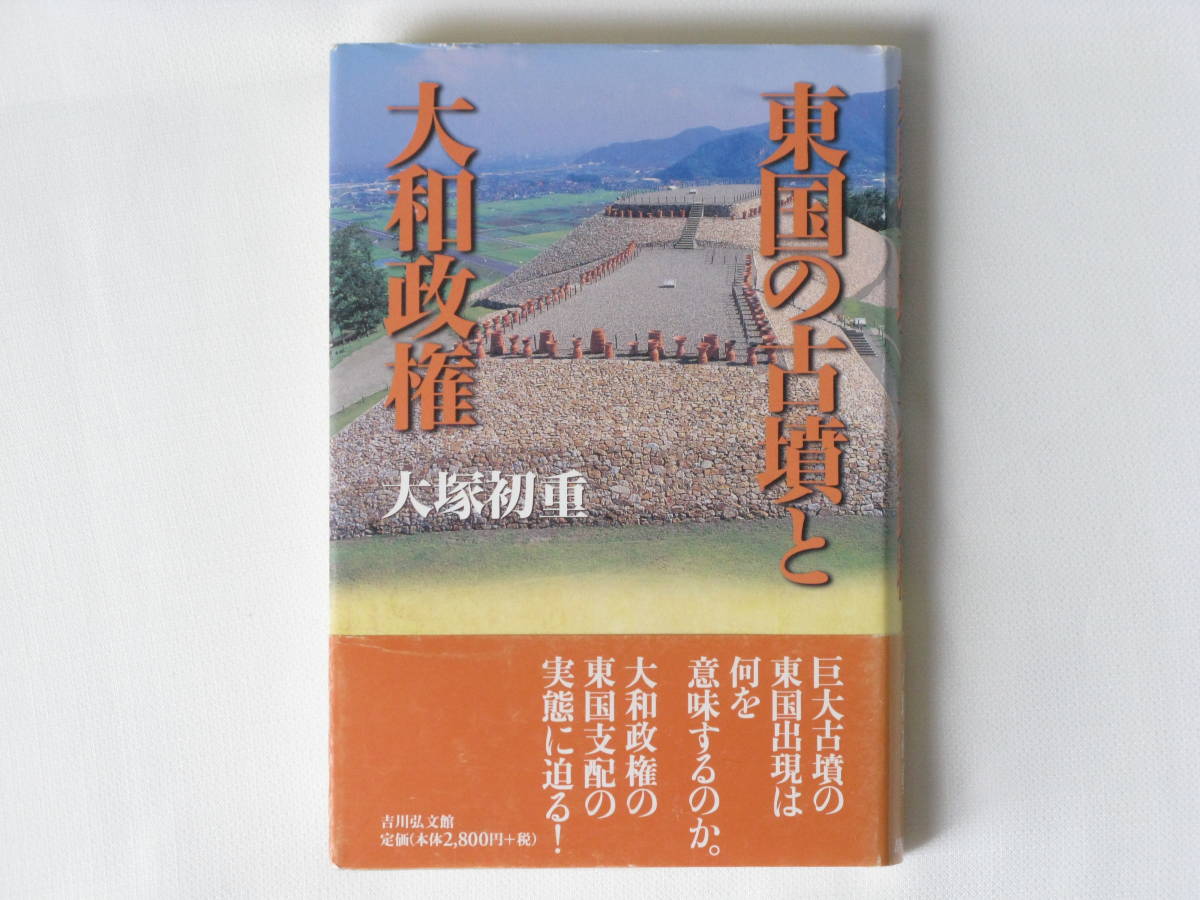 東国の古墳と
大和政権
大塚初重
巨大古墳の
東国出現は
何を
意味するのか。
大和政権の
東国支配の
実態に迫る!
吉川弘文館
定価(本体2,800円+税)